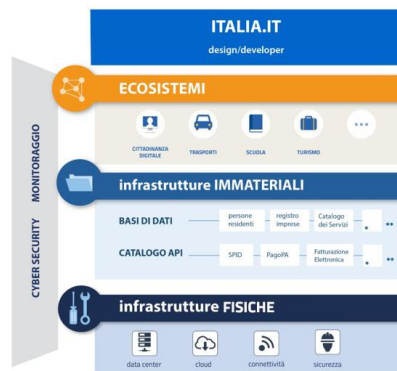 ITALIA.IT
design/developer
ECOSISTEMI
CITTADINANZA
DIGITALE
TRASPORTI
SCUOLA
TURISMO
infrastrutture IMMATERIALI
BASI DI DATI
persone
residenti
registro
imprese
Catalogo
dei Servizi
CATALOGO API
SPID
PagoPA
Fatturazione
Elettronica
infrastrutture FISICHE
data center
cloud
connettività
sicurezza
CYBER SECURITY MONITORAGGIO